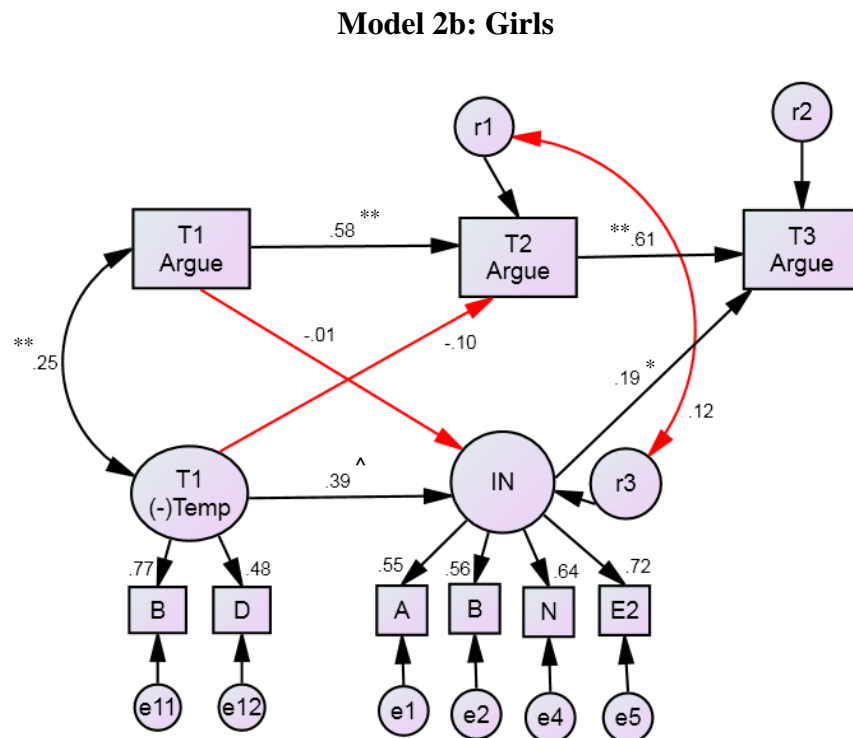 Model 2b: Girls
r1
r2
T1
Argue
.58 **
T2
Argue
** .61
T3
Argue
** .25
-.01
-.10
.19 *
.12
T1
(-)Temp
.39 ^
IN
r3
.77
.48
.55
.56
.64
.72
B
D
A
B
N
E2
e11
e12
e1
e2
e4
e5